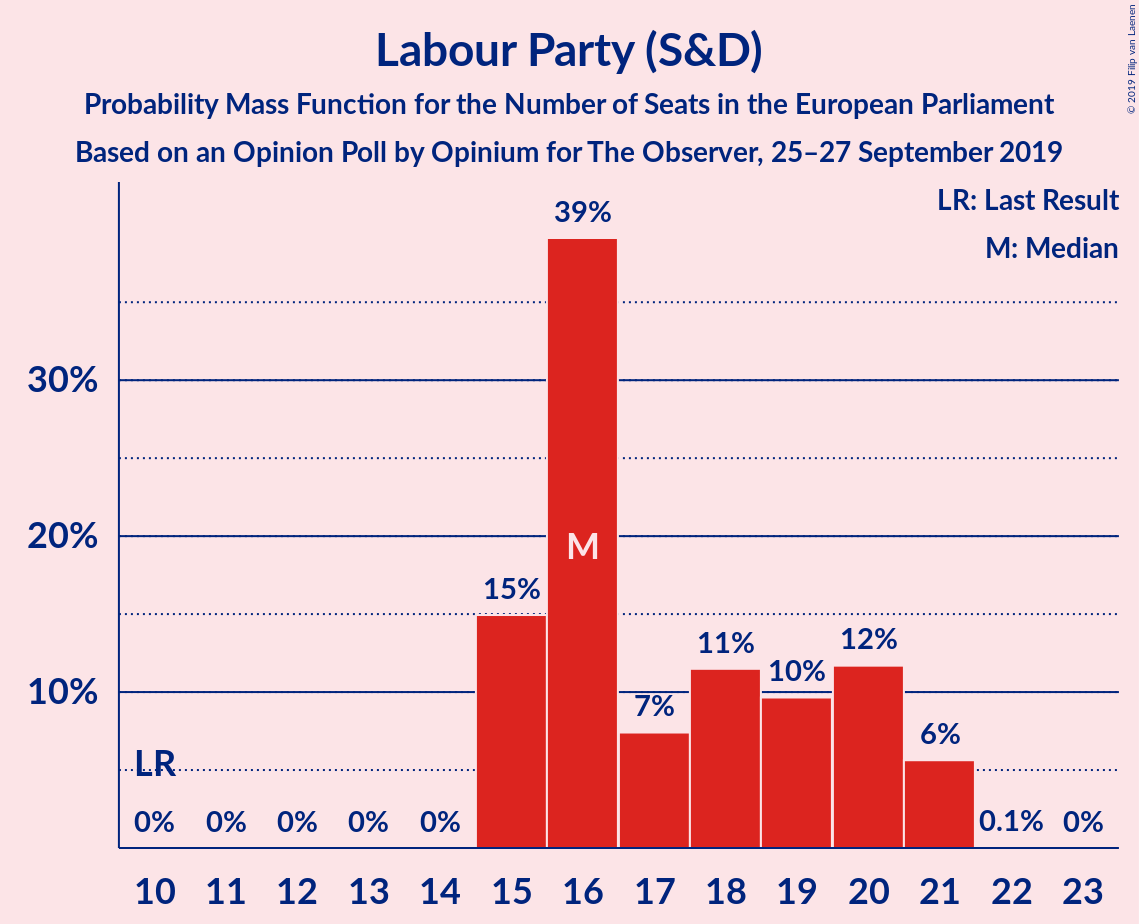 Labour Party (S&D)
Probability Mass Function for the Number of Seats in the European Parliament
Based on an Opinion Poll by Opinium for The Observer, 25–27 September 2019
© 2019 Filip van Laenen
LR: Last Result
M: Median
39%
30%
20%
M
15%
12%
11%
10%
10%
7%
6%
LR
0% 0% 0% 0% 0% 0.1% 0%
10 11 12 13 14 15 16 17 18 19 20 21 22 23